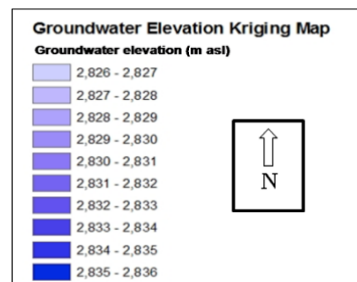 Groundwater Elevation Kriging Map
Groundwater elevation (m asl)
2,826 - 2,827
2,827 - 2,828
2,828 - 2,829
2,829 - 2,830
2,830 - 2,831
2,831 - 2,832
2,832 - 2,833
2,833 - 2,834
2,834 - 2,835
2,835 - 2,836
N